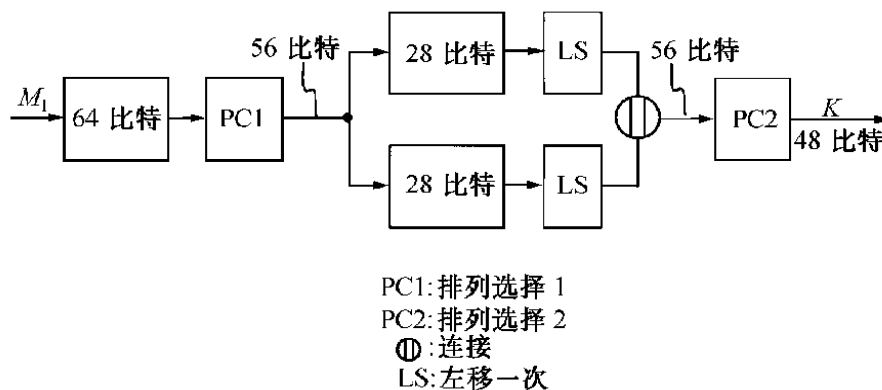 56 比特
28 比特
LS
56 比特
M₁
64 比特
PC1
PC2
K
48 比特
28 比特
LS
PC1:排列选择 1
PC2:排列选择 2
:连接
LS:左移一次